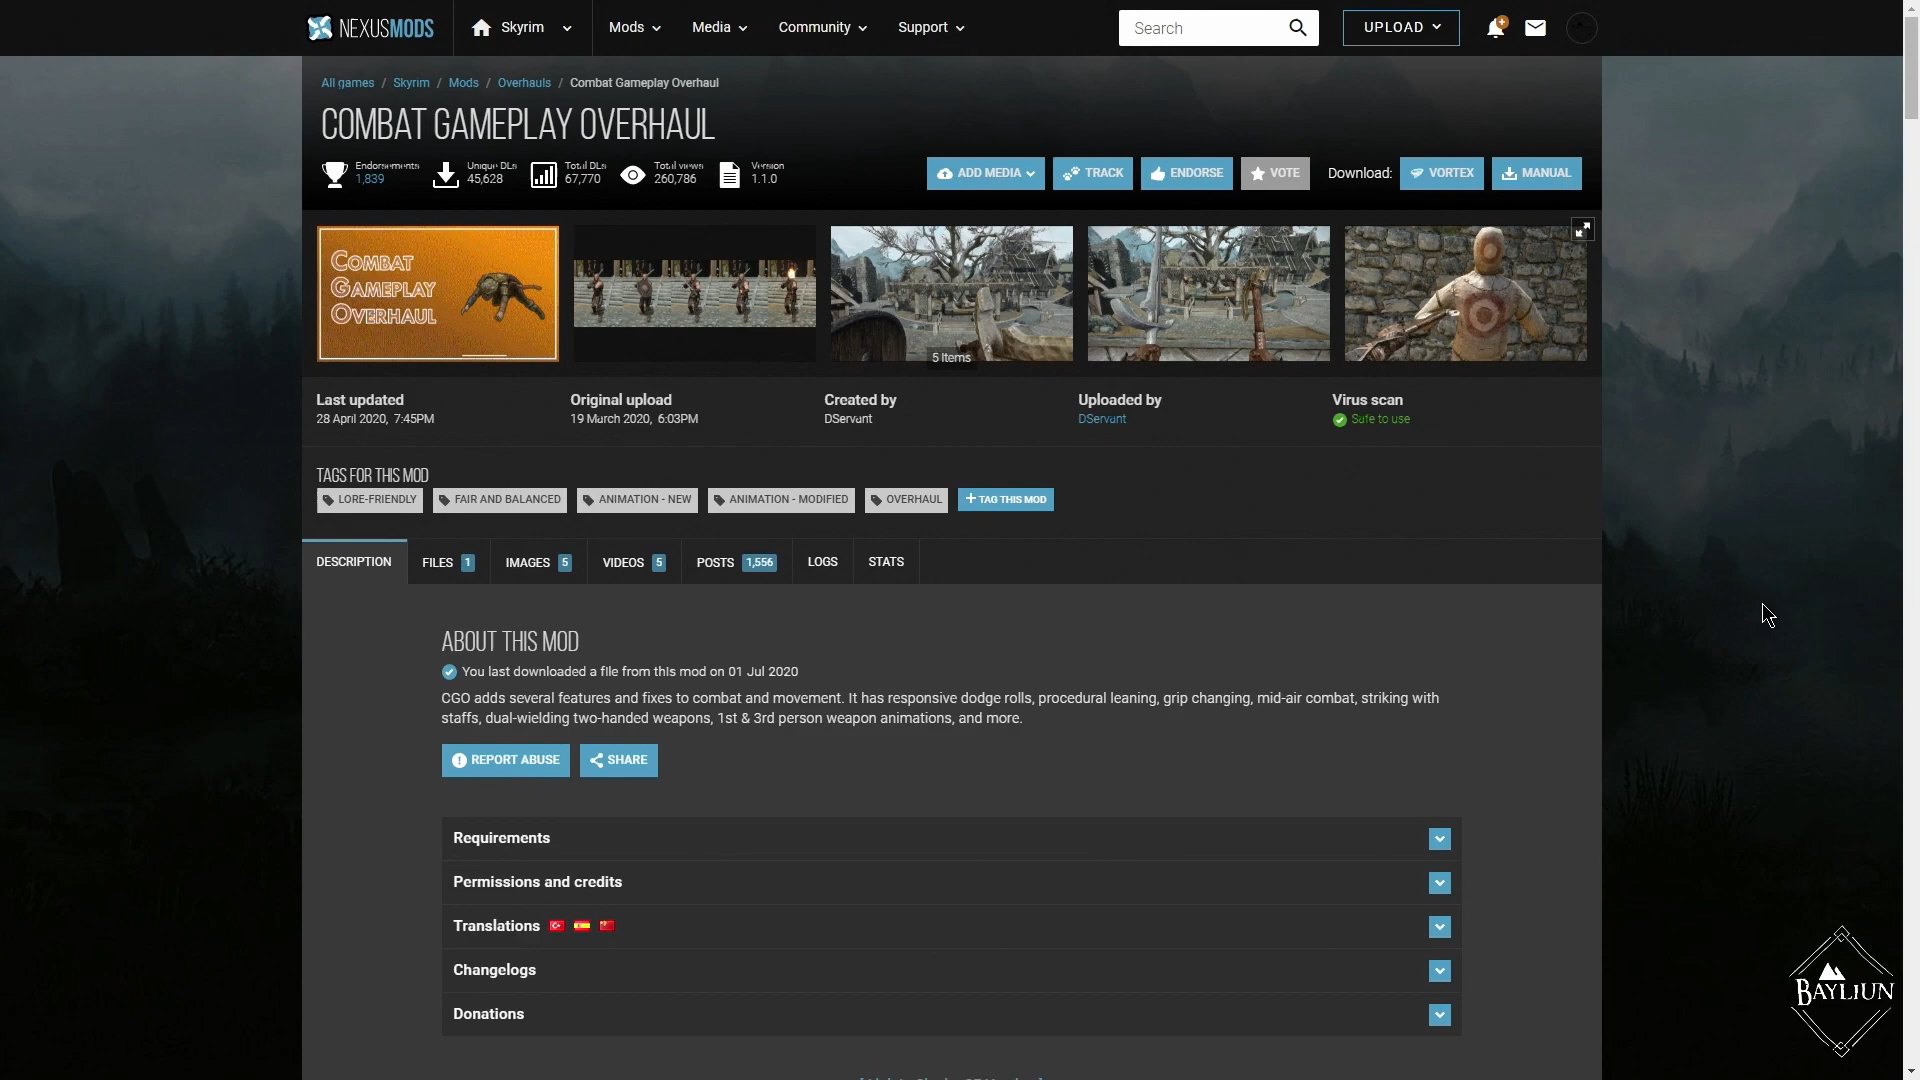 NEXUSMODS Skyrim Mods Media Community Support Search UPLOAD
All games / Skyrim / Mods / Overhauls / Combat Gameplay Overhaul
COMBAT GAMEPLAY OVERHAUL
Endorsements Unique DLs Total DLs Total views Version
1,839 45,628 67,770 260,786 1.1.0
ADD MEDIA TRACK ENDORSE VOTE Download: VORTEX MANUAL
COMBAT
GAMEPLAY
OVERHAUL
5 Items
Last updated Original upload Created by Uploaded by Virus scan
28 April 2020, 7:45PM 19 March 2020, 6:03PM DServant DServant Safe to use
TAGS FOR THIS MOD
LORE-FRIENDLY FAIR AND BALANCED ANIMATION - NEW ANIMATION - MODIFIED OVERHAUL + TAG THIS MOD
DESCRIPTION FILES 1 IMAGES 5 VIDEOS 5 POSTS 1,556 LOGS STATS
ABOUT THIS MOD
You last downloaded a file from this mod on 01 Jul 2020
CGO adds several features and fixes to combat and movement. It has responsive dodge rolls, procedural leaning, grip changing, mid-air combat, striking with
staffs, dual-wielding two-handed weapons, 1st & 3rd person weapon animations, and more.
REPORT ABUSE SHARE
Requirements
Permissions and credits
Translations
Changelogs
Donations
BAYLIUN